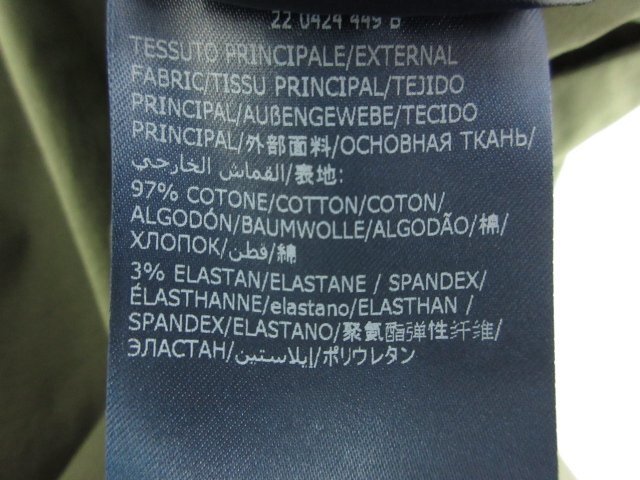 22 0424 449 B
TESSUTO PRINCIPALE/EXTERNAL
FABRIC/TISSU PRINCIPAL/TEJIDO
PRINCIPAL/AUßENGEWEBE/TECIDO
PRINCIPAL/外部面料/ОСНОВНАЯ ТКАНЬ/
القماش الخارجي/表地:
97% COTONE/COTTON/COTON/
ALGODÓN/BAUMWOLLE/ALGODÃO/棉/
ХЛОПОК/قطن/綿
3% ELASTAN/ELASTANE / SPANDEX/
ÉLASTHANNE/elastano/ELASTHAN /
SPANDEX/ELASTANO/聚氨酯弹性纤维/
ЭЛАСТАН/إيلاستين/ポリウレタン